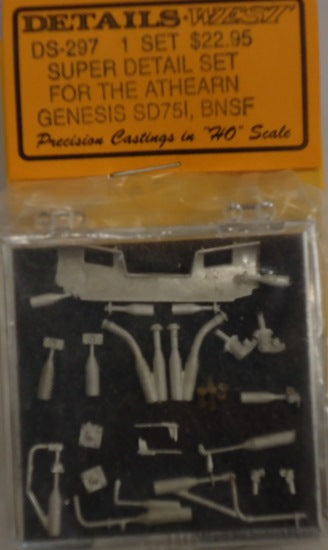 DETAILS WEST
DS-297 1 SET $22.95
SUPER DETAIL SET
FOR THE ATHEARN
GENESIS SD75I, BNSF
Precision Castings in "HO" Scale